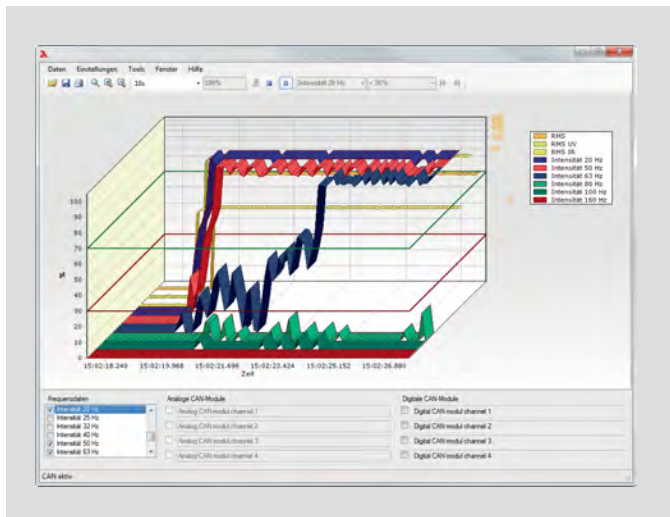 Daten Einstellungen Tools Fenster Hilfe
10s 100% Intensität 20 Hz < 30%
RMS
RMS UV
RMS IR
Intensität 20 Hz
Intensität 50 Hz
Intensität 63 Hz
Intensität 80 Hz
Intensität 100 Hz
Intensität 160 Hz
100
90
80
70
60
50
40
30
20
10
0
%
15:02:18.240 15:02:19.968 15:02:21.696 15:02:23.424 15:02:25.152 15:02:26.880
Zeit
Frequenzdaten Analoge CAN-Module Digitale CAN-Module
Intensität 20 Hz
Intensität 25 Hz
Intensität 32 Hz
Intensität 40 Hz
Intensität 50 Hz
Intensität 63 Hz
Analog CAN modul channel 1
Analog CAN modul channel 2
Analog CAN modul channel 3
Analog CAN modul channel 4
Digital CAN modul channel 1
Digital CAN modul channel 2
Digital CAN modul channel 3
Digital CAN modul channel 4
CAN aktiv